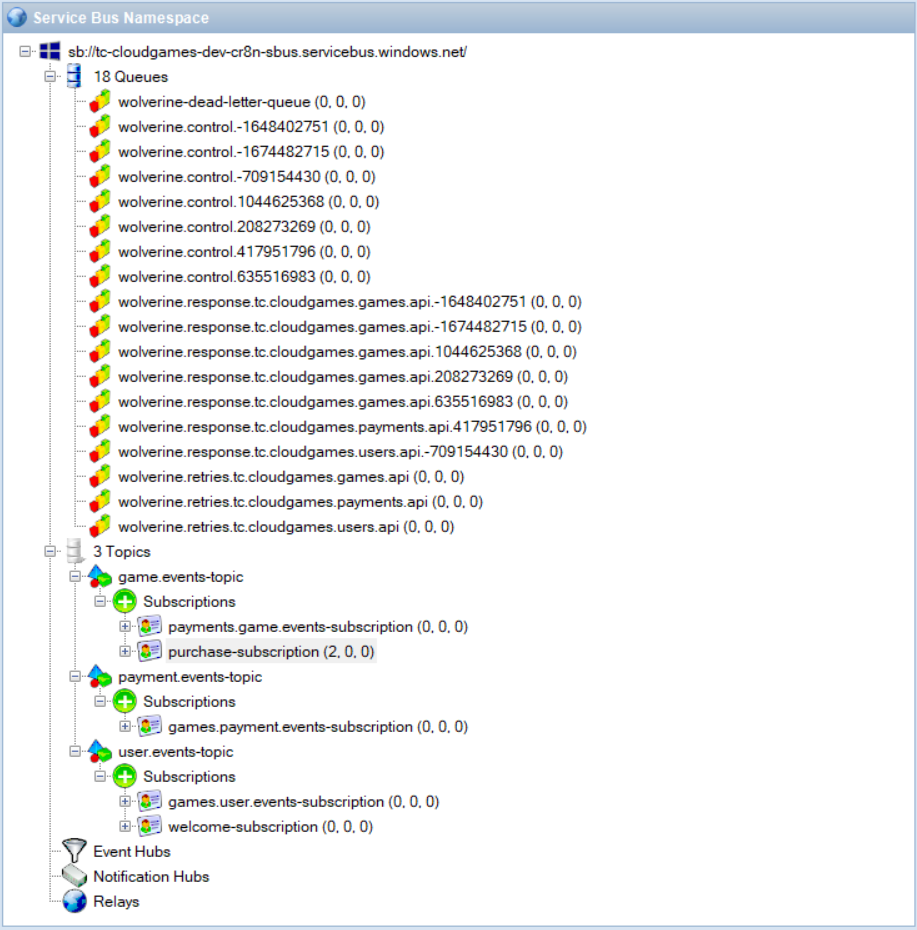 Service Bus Namespace
sb://tc-cloudgames-dev-cr8n-sbus.servicebus.windows.net/
18 Queues
wolverine-dead-letter-queue (0, 0, 0)
wolverine.control.-1648402751 (0, 0, 0)
wolverine.control.-1674482715 (0, 0, 0)
wolverine.control.-709154430 (0, 0, 0)
wolverine.control.1044625368 (0, 0, 0)
wolverine.control.208273269 (0, 0, 0)
wolverine.control.417951796 (0, 0, 0)
wolverine.control.635516983 (0, 0, 0)
wolverine.response.tc.cloudgames.games.api.-1648402751 (0, 0, 0)
wolverine.response.tc.cloudgames.games.api.-1674482715 (0, 0, 0)
wolverine.response.tc.cloudgames.games.api.1044625368 (0, 0, 0)
wolverine.response.tc.cloudgames.games.api.208273269 (0, 0, 0)
wolverine.response.tc.cloudgames.games.api.635516983 (0, 0, 0)
wolverine.response.tc.cloudgames.payments.api.417951796 (0, 0, 0)
wolverine.response.tc.cloudgames.users.api.-709154430 (0, 0, 0)
wolverine.retries.tc.cloudgames.games.api (0, 0, 0)
wolverine.retries.tc.cloudgames.payments.api (0, 0, 0)
wolverine.retries.tc.cloudgames.users.api (0, 0, 0)
3 Topics
game.events-topic
Subscriptions
payments.game.events-subscription (0, 0, 0)
purchase-subscription (2, 0, 0)
payment.events-topic
Subscriptions
games.payment.events-subscription (0, 0, 0)
user.events-topic
Subscriptions
games.user.events-subscription (0, 0, 0)
welcome-subscription (0, 0, 0)
Event Hubs
Notification Hubs
Relays